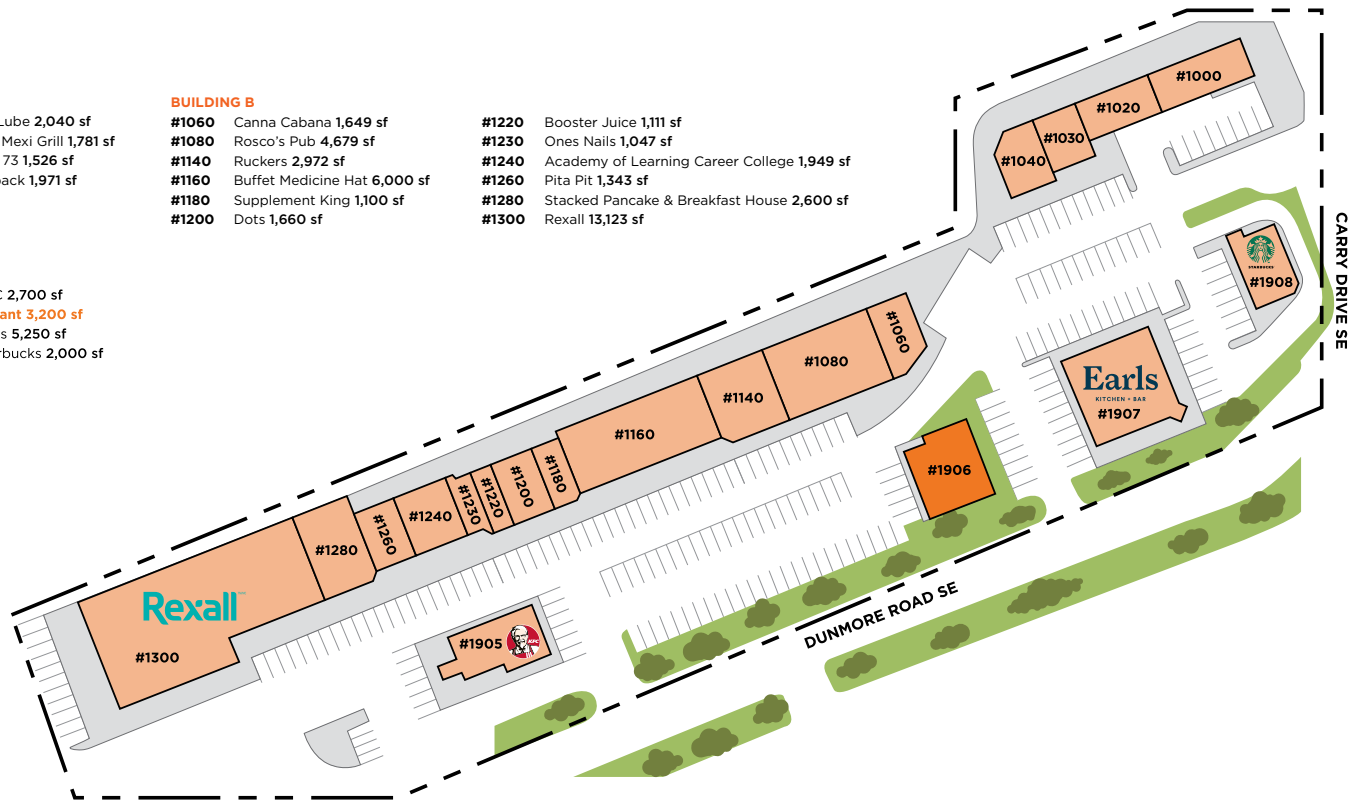 Lube 2,040 sf
Mexi Grill 1,781 sf
73 1,526 sf
ack 1,971 sf
C 2,700 sf
ant 3,200 sf
s 5,250 sf
rbucks 2,000 sf
BUILDING B
#1060 Canna Cabana 1,649 sf
#1080 Rosco's Pub 4,679 sf
#1140 Ruckers 2,972 sf
#1160 Buffet Medicine Hat 6,000 sf
#1180 Supplement King 1,100 sf
#1200 Dots 1,660 sf
#1220 Booster Juice 1,111 sf
#1230 Ones Nails 1,047 sf
#1240 Academy of Learning Career College 1,949 sf
#1260 Pita Pit 1,343 sf
#1280 Stacked Pancake & Breakfast House 2,600 sf
#1300 Rexall 13,123 sf
#1000
#1020
#1030
#1040
STARBUCKS
#1908
CARRY DRIVE SE
#1060
#1080
#1140
#1160
#1180
#1200
#1220
#1230
#1240
#1260
#1280
Rexall
#1300
Earls
KITCHEN + BAR
#1907
#1906
#1905
KFC
DUNMORE ROAD SE